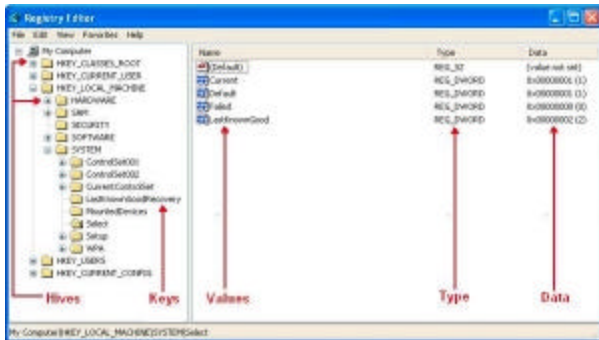 Registry Editor
File Edit View Favorites Help
My Computer
HKEY_CLASSES_ROOT
HKEY_CURRENT_USER
HKEY_LOCAL_MACHINE
HARDWARE
SAM
SECURITY
SOFTWARE
SYSTEM
ControlSet001
ControlSet002
CurrentControlSet
LastKnownGoodRecovery
MountedDevices
Select
Setup
WPA
HKEY_USERS
HKEY_CURRENT_CONFIG
Name Type Data
(Default) REG_SZ (value not set)
Current REG_DWORD 0x00000001 (1)
Default REG_DWORD 0x00000001 (1)
Failed REG_DWORD 0x00000000 (0)
LastKnownGood REG_DWORD 0x00000002 (2)
Hives Keys Values Type Data
My Computer\HKEY_LOCAL_MACHINE\SYSTEM\Select